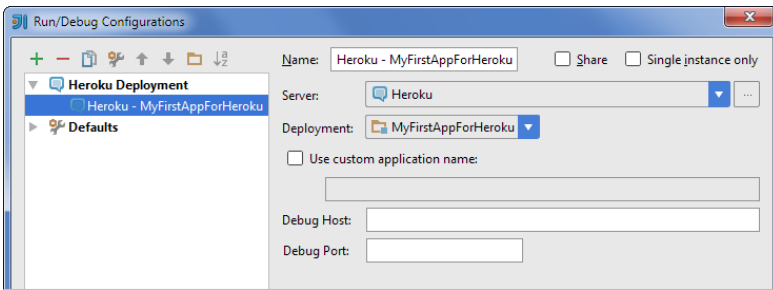 Run/Debug Configurations
Name: Heroku - MyFirstAppForHeroku Share Single instance only
Heroku Deployment
Heroku - MyFirstAppForHeroku
Defaults
Server: Heroku ...
Deployment: MyFirstAppForHeroku
Use custom application name:
Debug Host:
Debug Port: